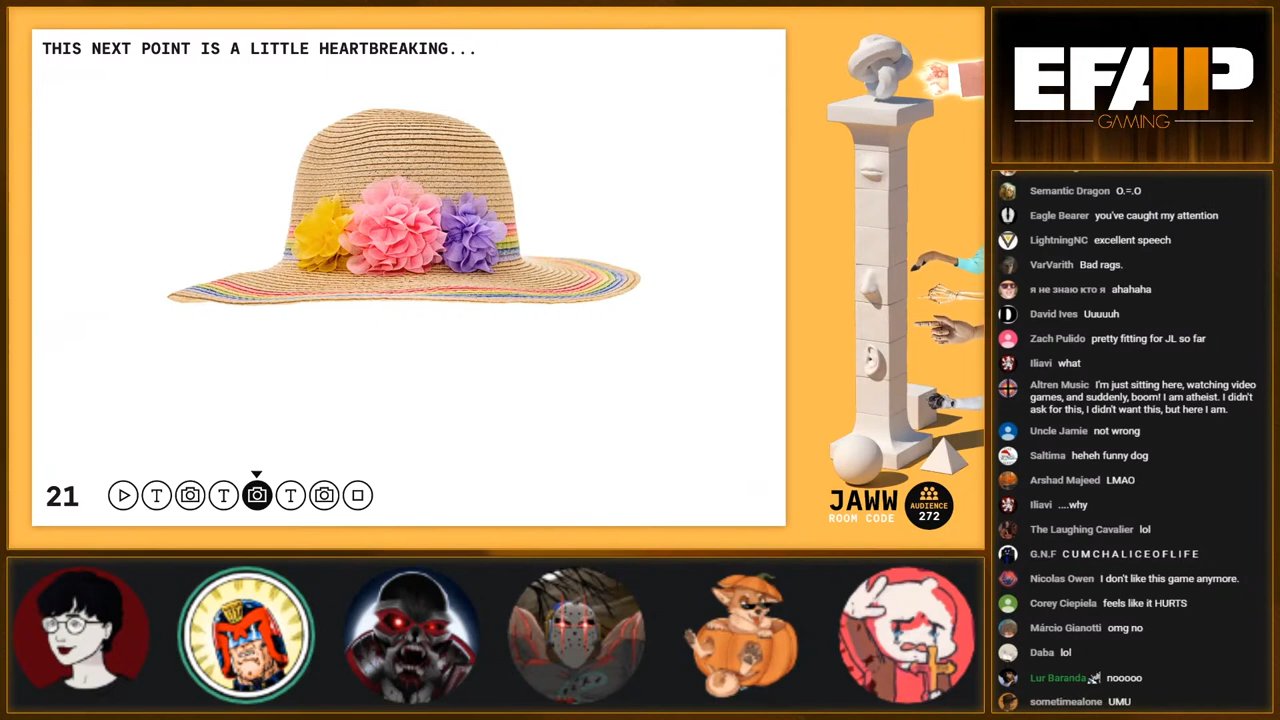 THIS NEXT POINT IS A LITTLE HEARTBREAKING...
21
T
T
T
JAWW
ROOM CODE
AUDIENCE
272
EFAP
GAMING
Semantic Dragon O.=.O
Eagle Bearer you've caught my attention
LightningNC excellent speech
VarVarith Bad rags.
я не знаю кто я ahahaha
David Ives Uuuuuh
Zach Pulido pretty fitting for JL so far
Iliavi what
Altren Music I'm just sitting here, watching video
games, and suddenly, boom! I am atheist. I didn't
ask for this, I didn't want this, but here I am.
Uncle Jamie not wrong
Saltima heheh funny dog
Arshad Majeed LMAO
Iliavi ....why
The Laughing Cavalier lol
G.N.F C U M C H A L I C E O F L I F E
Nicolas Owen I don't like this game anymore.
Corey Ciepiela feels like it HURTS
Márcio Gianotti omg no
Daba lol
Lur Baranda nooooo
sometimealone UMU